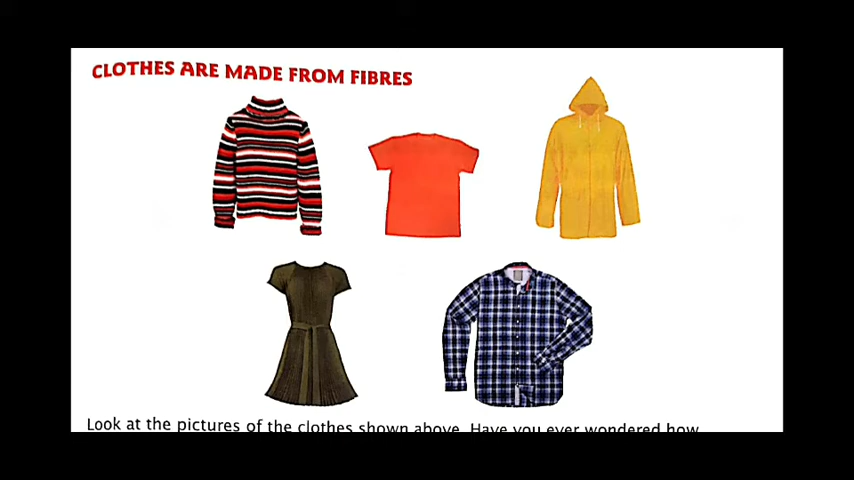 CLOTHES ARE MADE FROM FIBRES
Look at the pictures of the clothes shown above. Have you ever wondered how